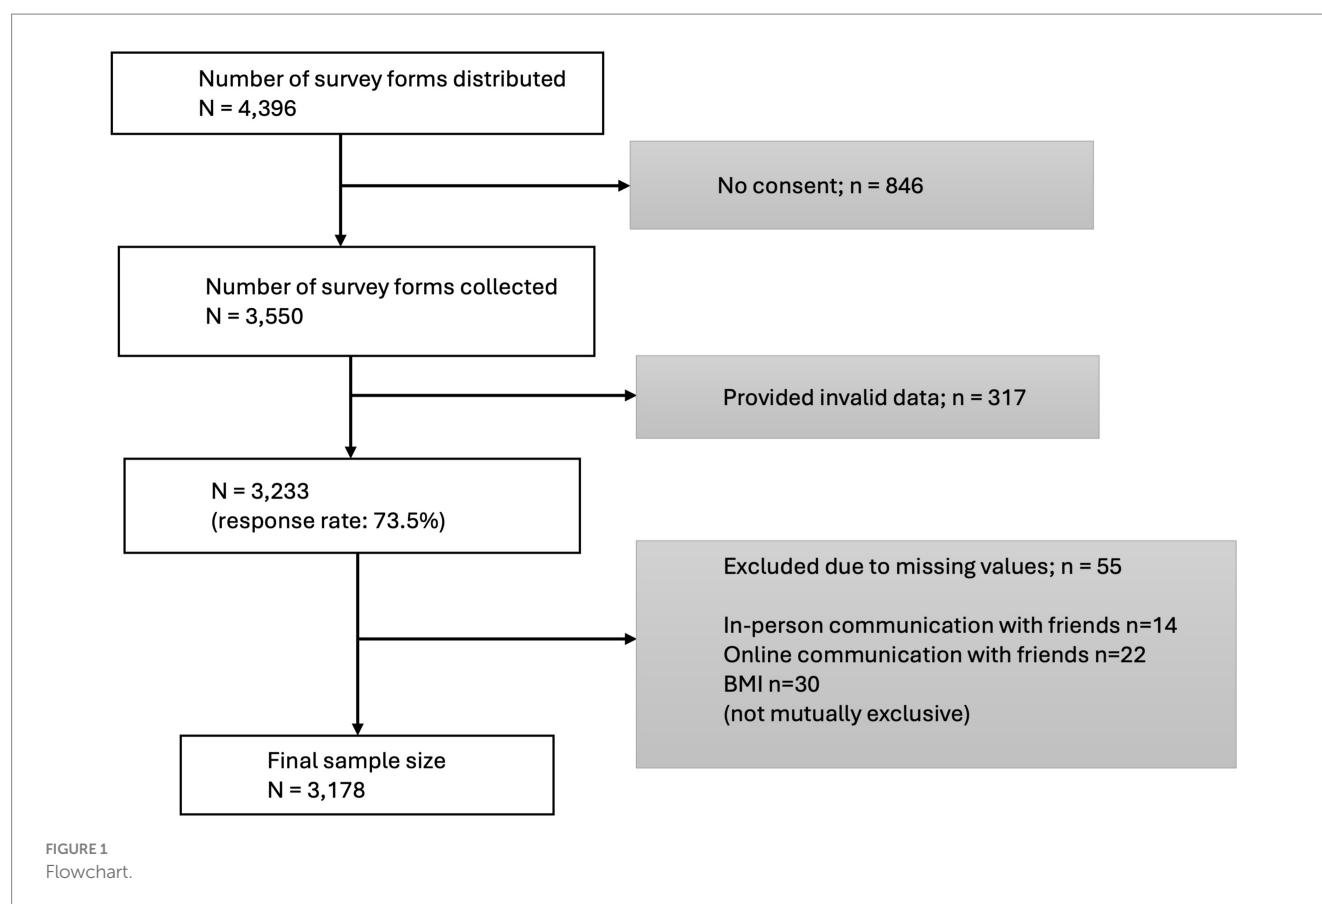 Number of survey forms distributed
N = 4,396
No consent; n = 846
Number of survey forms collected
N = 3,550
Provided invalid data; n = 317
N = 3,233
(response rate: 73.5%)
Excluded due to missing values; n = 55
In-person communication with friends n=14
Online communication with friends n=22
BMI n=30
(not mutually exclusive)
Final sample size
N = 3,178
FIGURE 1
Flowchart.